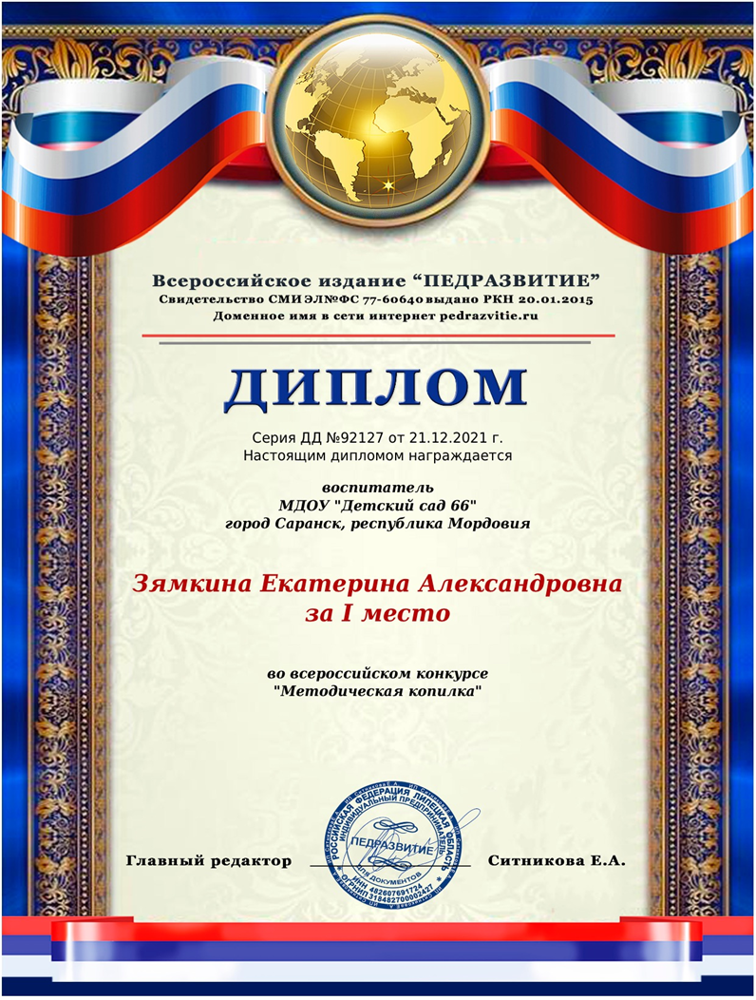 Всероссийское издание “ПЕДРАЗВИТИЕ”
Свидетельство СМИ ЭЛ№ФС 77-60640 выдано РКН 20.01.2015
Доменное имя в сети интернет pedrazvitie.ru
ДИПЛОМ
Серия ДД №92127 от 21.12.2021 г.
Настоящим дипломом награждается
воспитатель
МДОУ "Детский сад 66"
город Саранск, республика Мордовия
Зямкина Екатерина Александровна
за I место
во всероссийском конкурсе
"Методическая копилка"
РОССИЙСКАЯ ФЕДЕРАЦИЯ ЛИПЕЦКАЯ ОБЛАСТЬ
ИНДИВИДУАЛЬНЫЙ ПРЕДПРИНИМАТЕЛЬ
ПЕДРАЗВИТИЕ
ДЛЯ ДОКУМЕНТОВ
ИНН 482607691724
ОГРНИП 318482700002427
Главный редактор Ситникова Е.А.